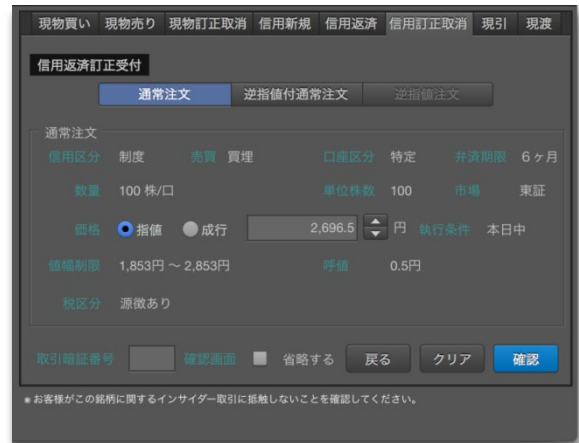 現物買い 現物売り 現物訂正取消 信用新規 信用返済 信用訂正取消 現引 現渡
信用返済訂正受付
通常注文 逆指値付通常注文 逆指値注文
通常注文
信用区分 制度 売買 買埋 口座区分 特定 弁済期限 6ヶ月
数量 100 株/口 単位株数 100 市場 東証
価格 指値 成行 2,696.5 円 執行条件 本日中
値幅制限 1,853円 ~ 2,853円 呼値 0.5円
税区分 源徴あり
取引暗証番号 確認画面 省略する 戻る クリア 確認
※お客様がこの銘柄に関するインサイダー取引に抵触しないことを確認してください。